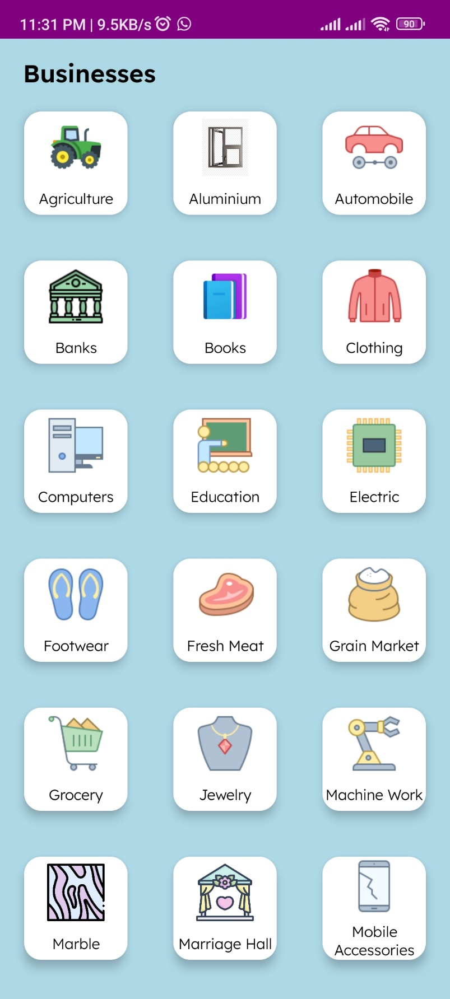 11:31 PM | 9.5KB/s
90
Businesses
Agriculture
Aluminium
Automobile
Banks
Books
Clothing
Computers
Education
Electric
Footwear
Fresh Meat
Grain Market
Grocery
Jewelry
Machine Work
Marble
Marriage Hall
Mobile
Accessories